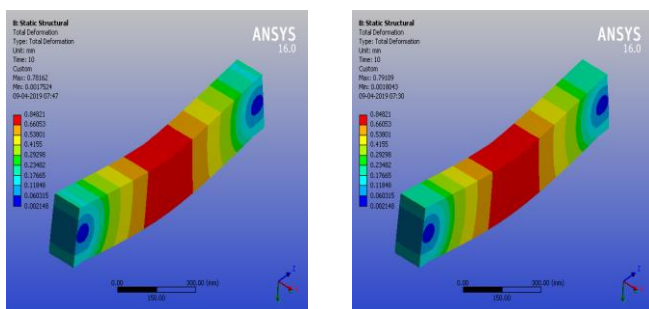 B: Static Structural
Total Deformation
Type: Total Deformation
Unit: mm
Time: 10
Custom
Max: 0.78162
Min: 0.0017524
09-04-2019 07:47
ANSYS
16.0
0.84821
0.66053
0.53801
0.4155
0.29298
0.23482
0.17665
0.11848
0.060315
0.002148
0.00
300.00 (mm)
150.00
Z
X
Y
B: Static Structural
Total Deformation
Type: Total Deformation
Unit: mm
Time: 10
Custom
Max: 0.79109
Min: 0.0018043
09-04-2019 07:30
ANSYS
16.0
0.84821
0.66053
0.53801
0.4155
0.29298
0.23482
0.17665
0.11848
0.060315
0.002148
0.00
300.00 (mm)
150.00
Z
X
Y